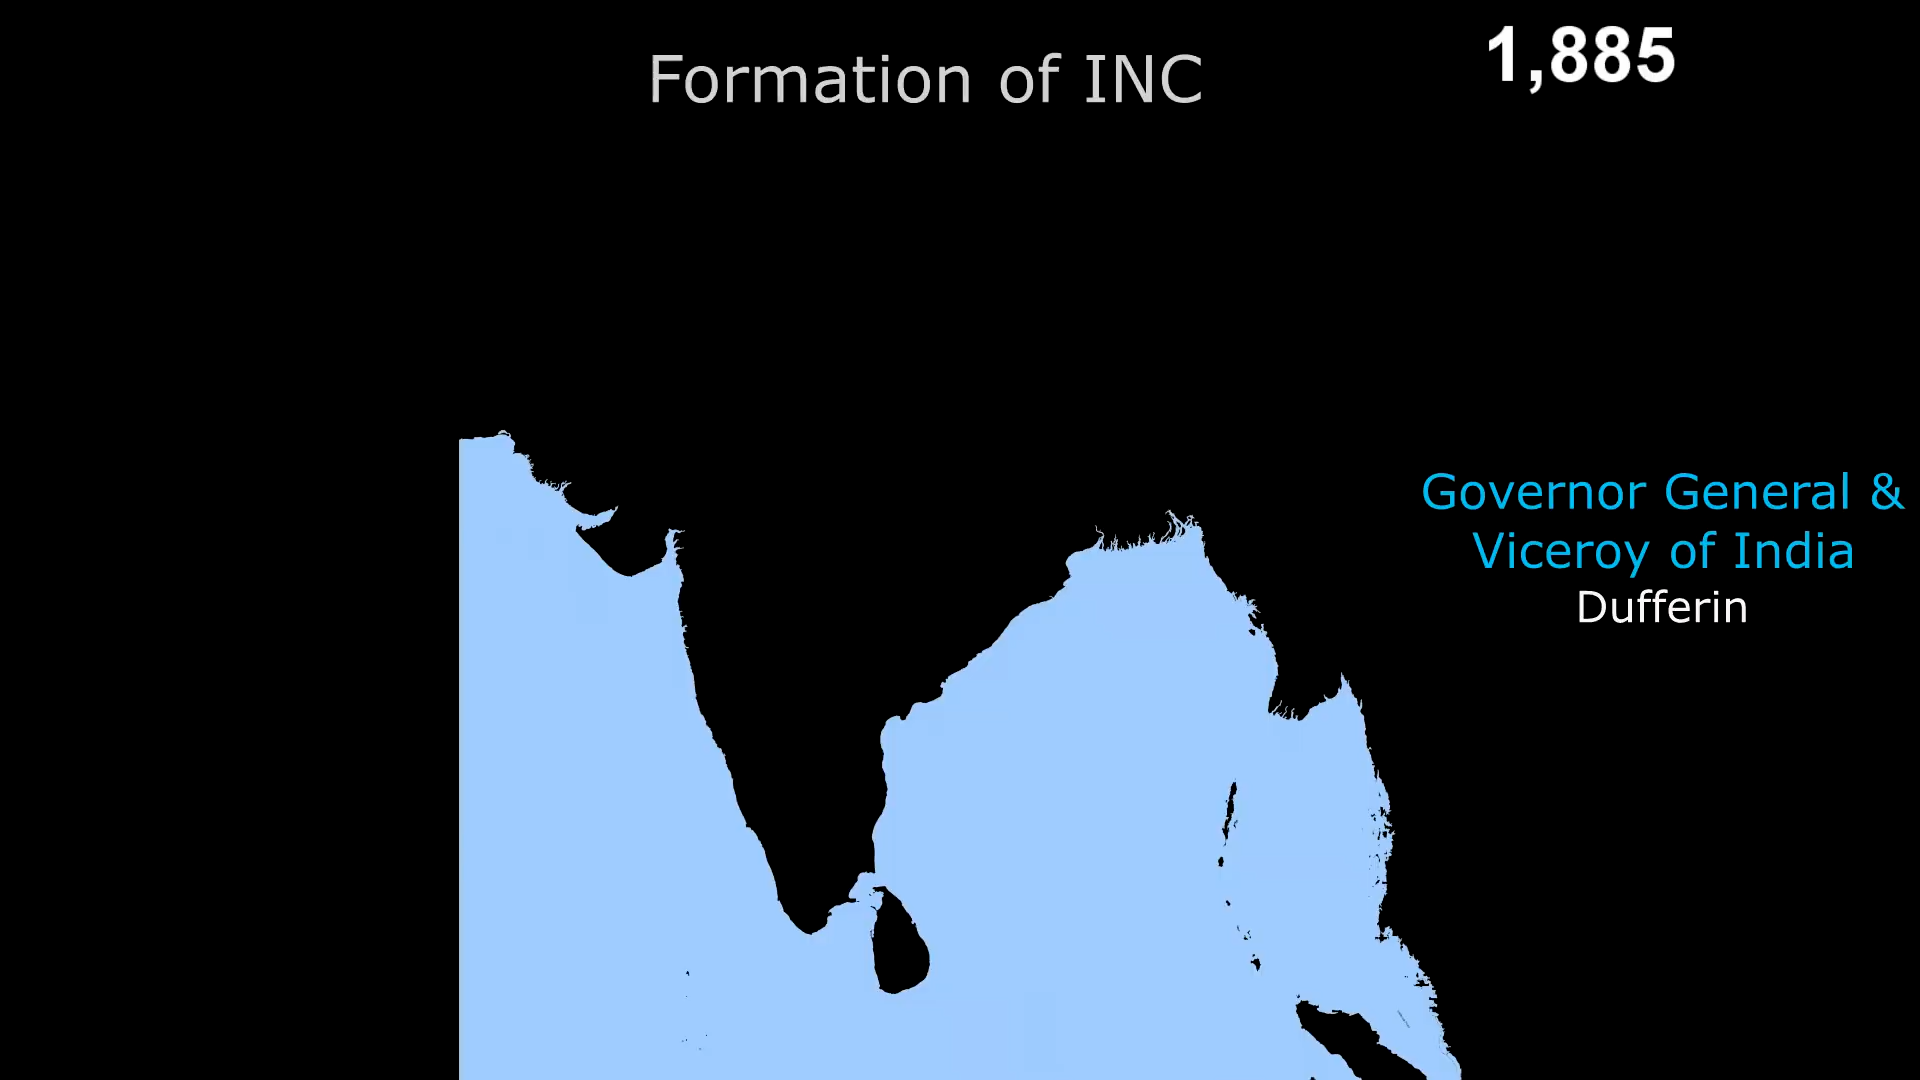 Formation of INC
1,885
Governor General &
Viceroy of India
Dufferin